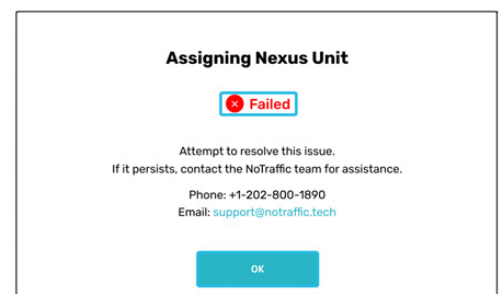 Assigning Nexus Unit
Failed
Attempt to resolve this issue.
If it persists, contact the NoTraffic team for assistance.
Phone: +1-202-800-1890
Email: support@notraffic.tech
OK